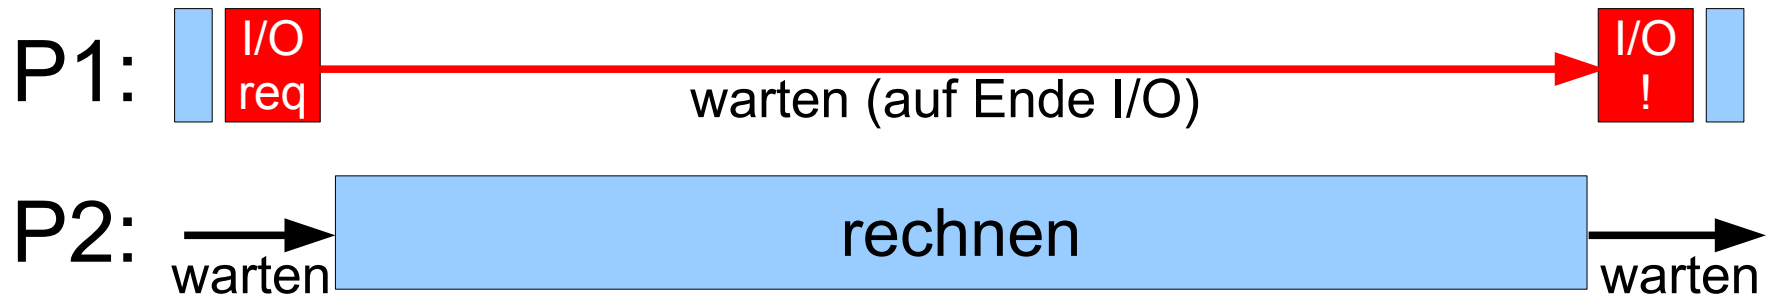 P1:
I/O
req
warten (auf Ende I/O)
I/O
!
P2:
warten
rechnen
warten